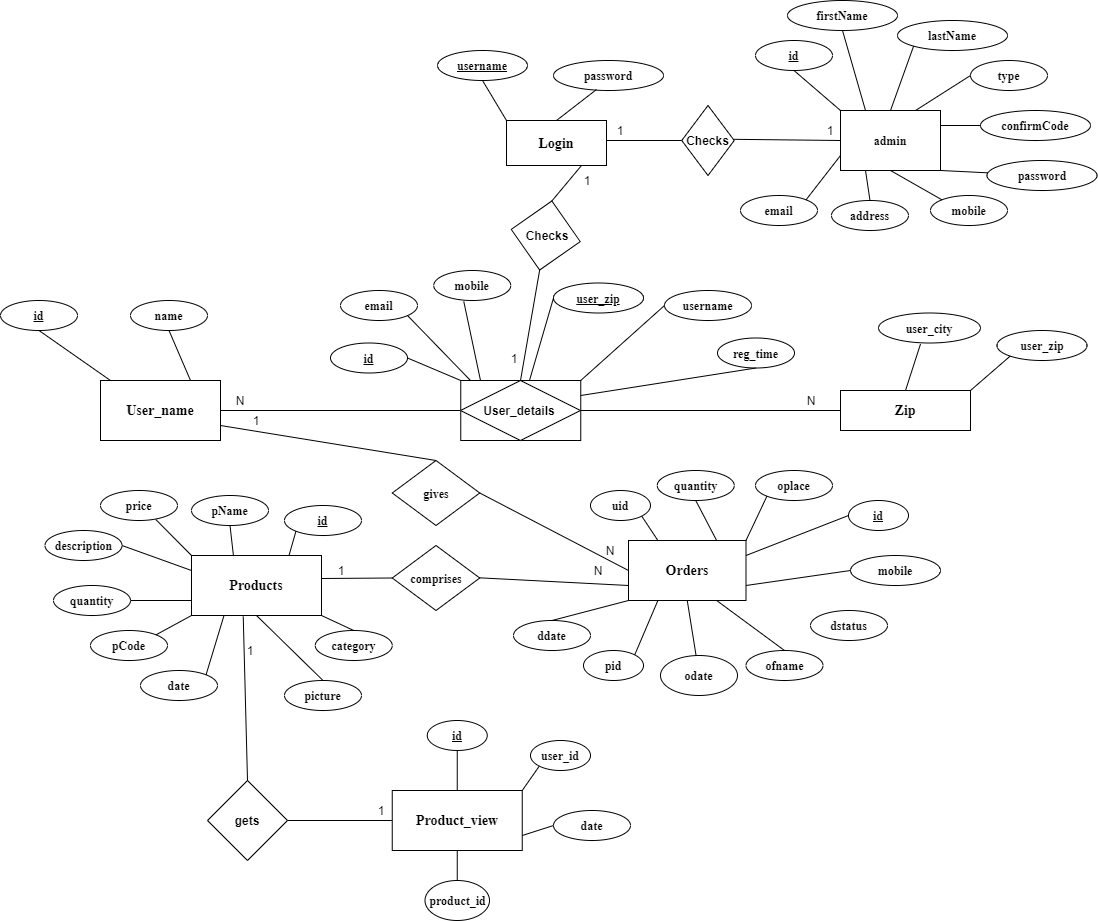 firstName
lastName
id
username
password
type
confirmCode
Login
1
Checks
1
admin
password
1
email
address
mobile
Checks
mobile
user_zip
email
username
id
name
user_city
user_zip
reg_time
id
1
User_name
N
User_details
N
Zip
1
gives
quantity
oplace
price
pName
id
uid
id
description
N
Products
1
comprises
N
Orders
mobile
quantity
dstatus
pCode
category
ddate
1
pid
odate
ofname
date
picture
id
user_id
gets
1
Product_view
date
product_id